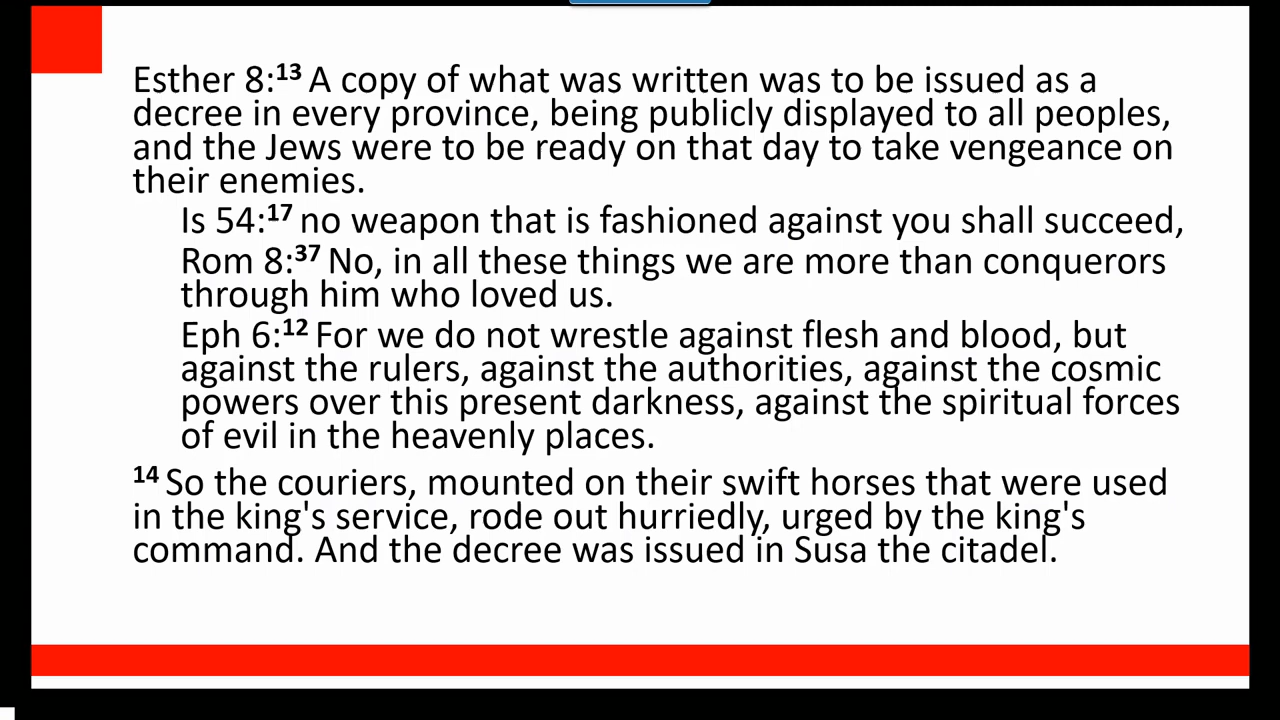 Esther 8:13 A copy of what was written was to be issued as a
decree in every province, being publicly displayed to all peoples,
and the Jews were to be ready on that day to take vengeance on
their enemies.
Is 54:17 no weapon that is fashioned against you shall succeed,
Rom 8:37 No, in all these things we are more than conquerors
through him who loved us.
Eph 6:12 For we do not wrestle against flesh and blood, but
against the rulers, against the authorities, against the cosmic
powers over this present darkness, against the spiritual forces
of evil in the heavenly places.
14 So the couriers, mounted on their swift horses that were used
in the king's service, rode out hurriedly, urged by the king's
command. And the decree was issued in Susa the citadel.